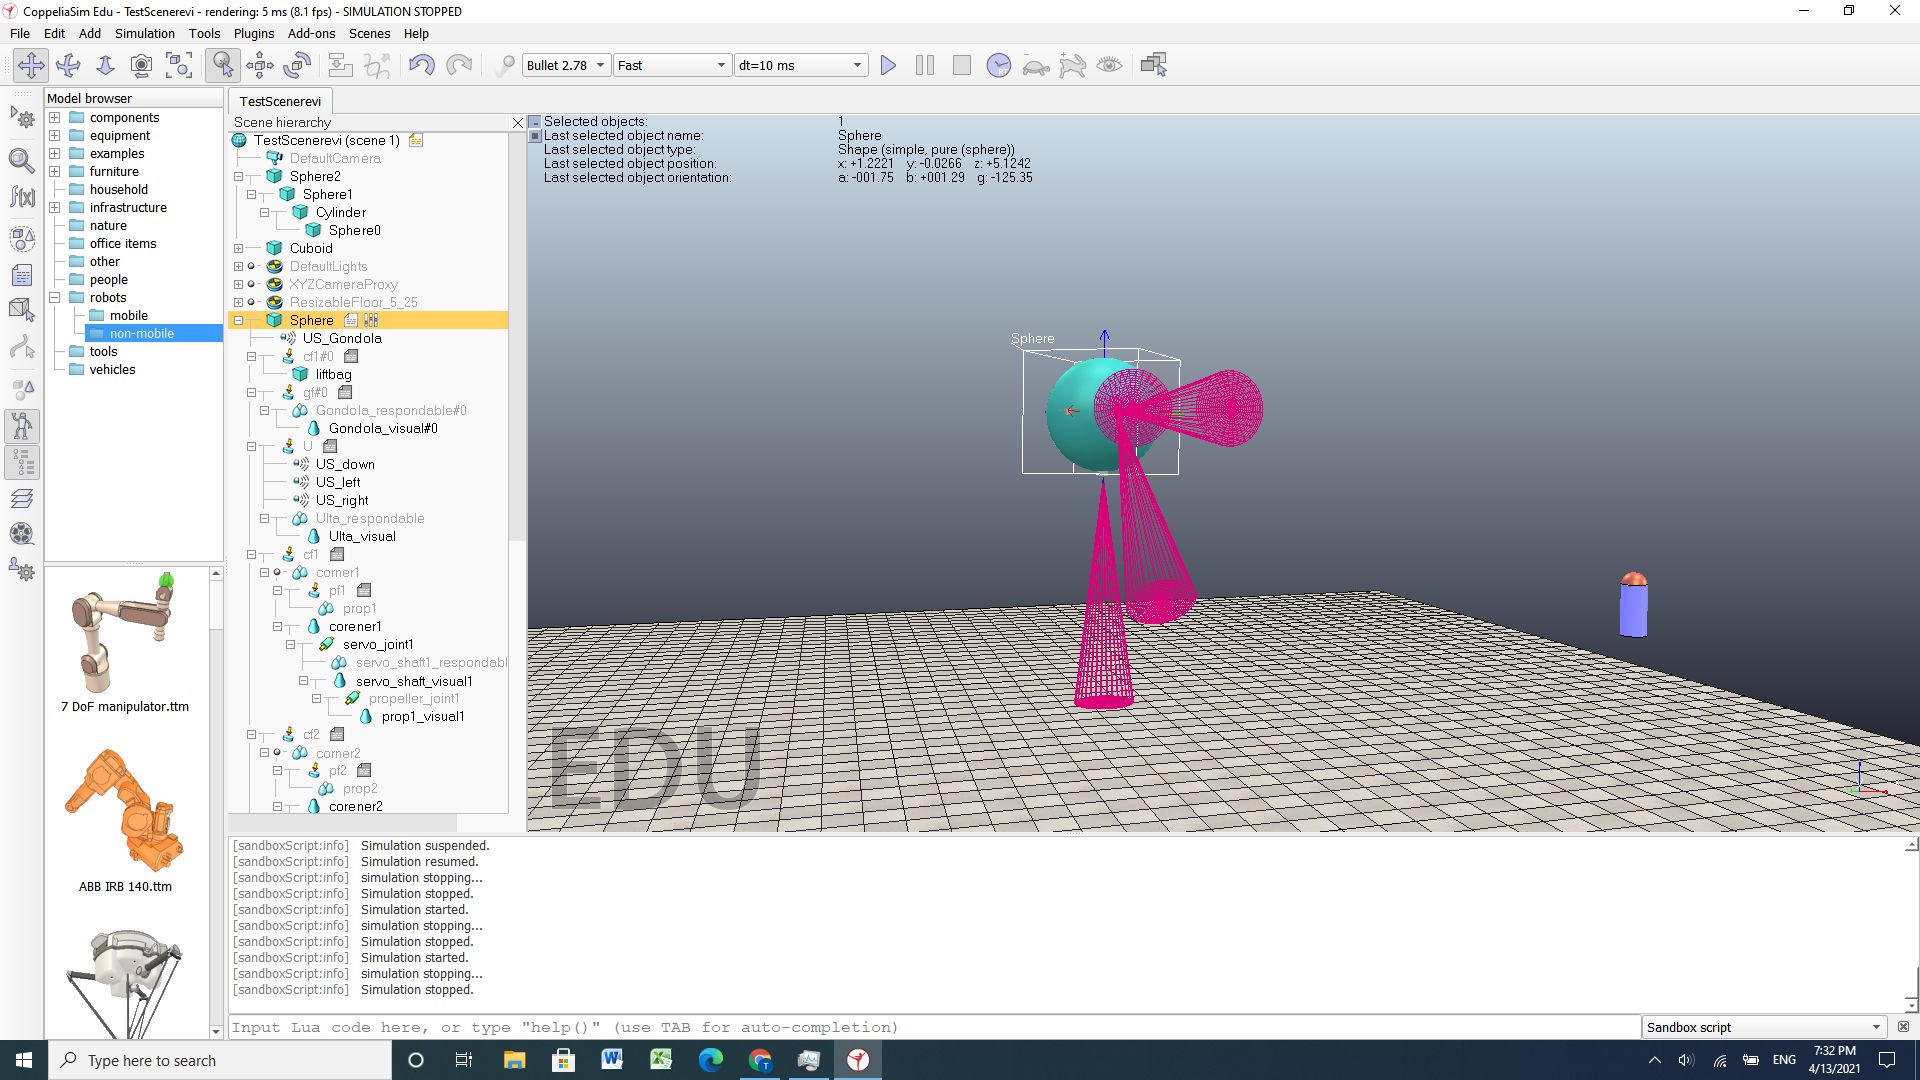 CoppeliaSim Edu - TestScenerevi - rendering: 5 ms (8.1 fps) - SIMULATION STOPPED
File Edit Add Simulation Tools Plugins Add-ons Scenes Help
Bullet 2.78 Fast dt=10 ms
Model browser
components
equipment
examples
furniture
household
infrastructure
nature
office items
other
people
robots
mobile
non-mobile
tools
vehicles
7 DoF manipulator.ttm
ABB IRB 140.ttm
TestScenerevi
Scene hierarchy
TestScenerevi (scene 1)
DefaultCamera
Sphere2
Sphere1
Cylinder
Sphere0
Cuboid
DefaultLights
XYZCameraProxy
ResizableFloor_5_25
Sphere
US_Gondola
cf1#0
liftbag
gf#0
Gondola_respondable#0
Gondola_visual#0
U
US_down
US_left
US_right
Ulta_respondable
Ulta_visual
cf1
corner1
pf1
prop1
corener1
servo_joint1
servo_shaft1_respondabl
servo_shaft_visual1
propeller_joint1
prop1_visual1
cf2
corner2
pf2
prop2
corener2
Selected objects: 1
Last selected object name: Sphere
Last selected object type: Shape (simple, pure (sphere))
Last selected object position: x: +1.2221 y: -0.0266 z: +5.1242
Last selected object orientation: a: -001.75 b: +001.29 g: -125.35
Sphere
EDU
[sandboxScript:info] Simulation suspended.
[sandboxScript:info] Simulation resumed.
[sandboxScript:info] simulation stopping...
[sandboxScript:info] Simulation stopped.
[sandboxScript:info] Simulation started.
[sandboxScript:info] simulation stopping...
[sandboxScript:info] Simulation stopped.
[sandboxScript:info] Simulation started.
[sandboxScript:info] simulation stopping...
[sandboxScript:info] Simulation stopped.
Input Lua code here, or type "help()" (use TAB for auto-completion)
Sandbox script
Type here to search
ENG
7:32 PM
4/13/2021